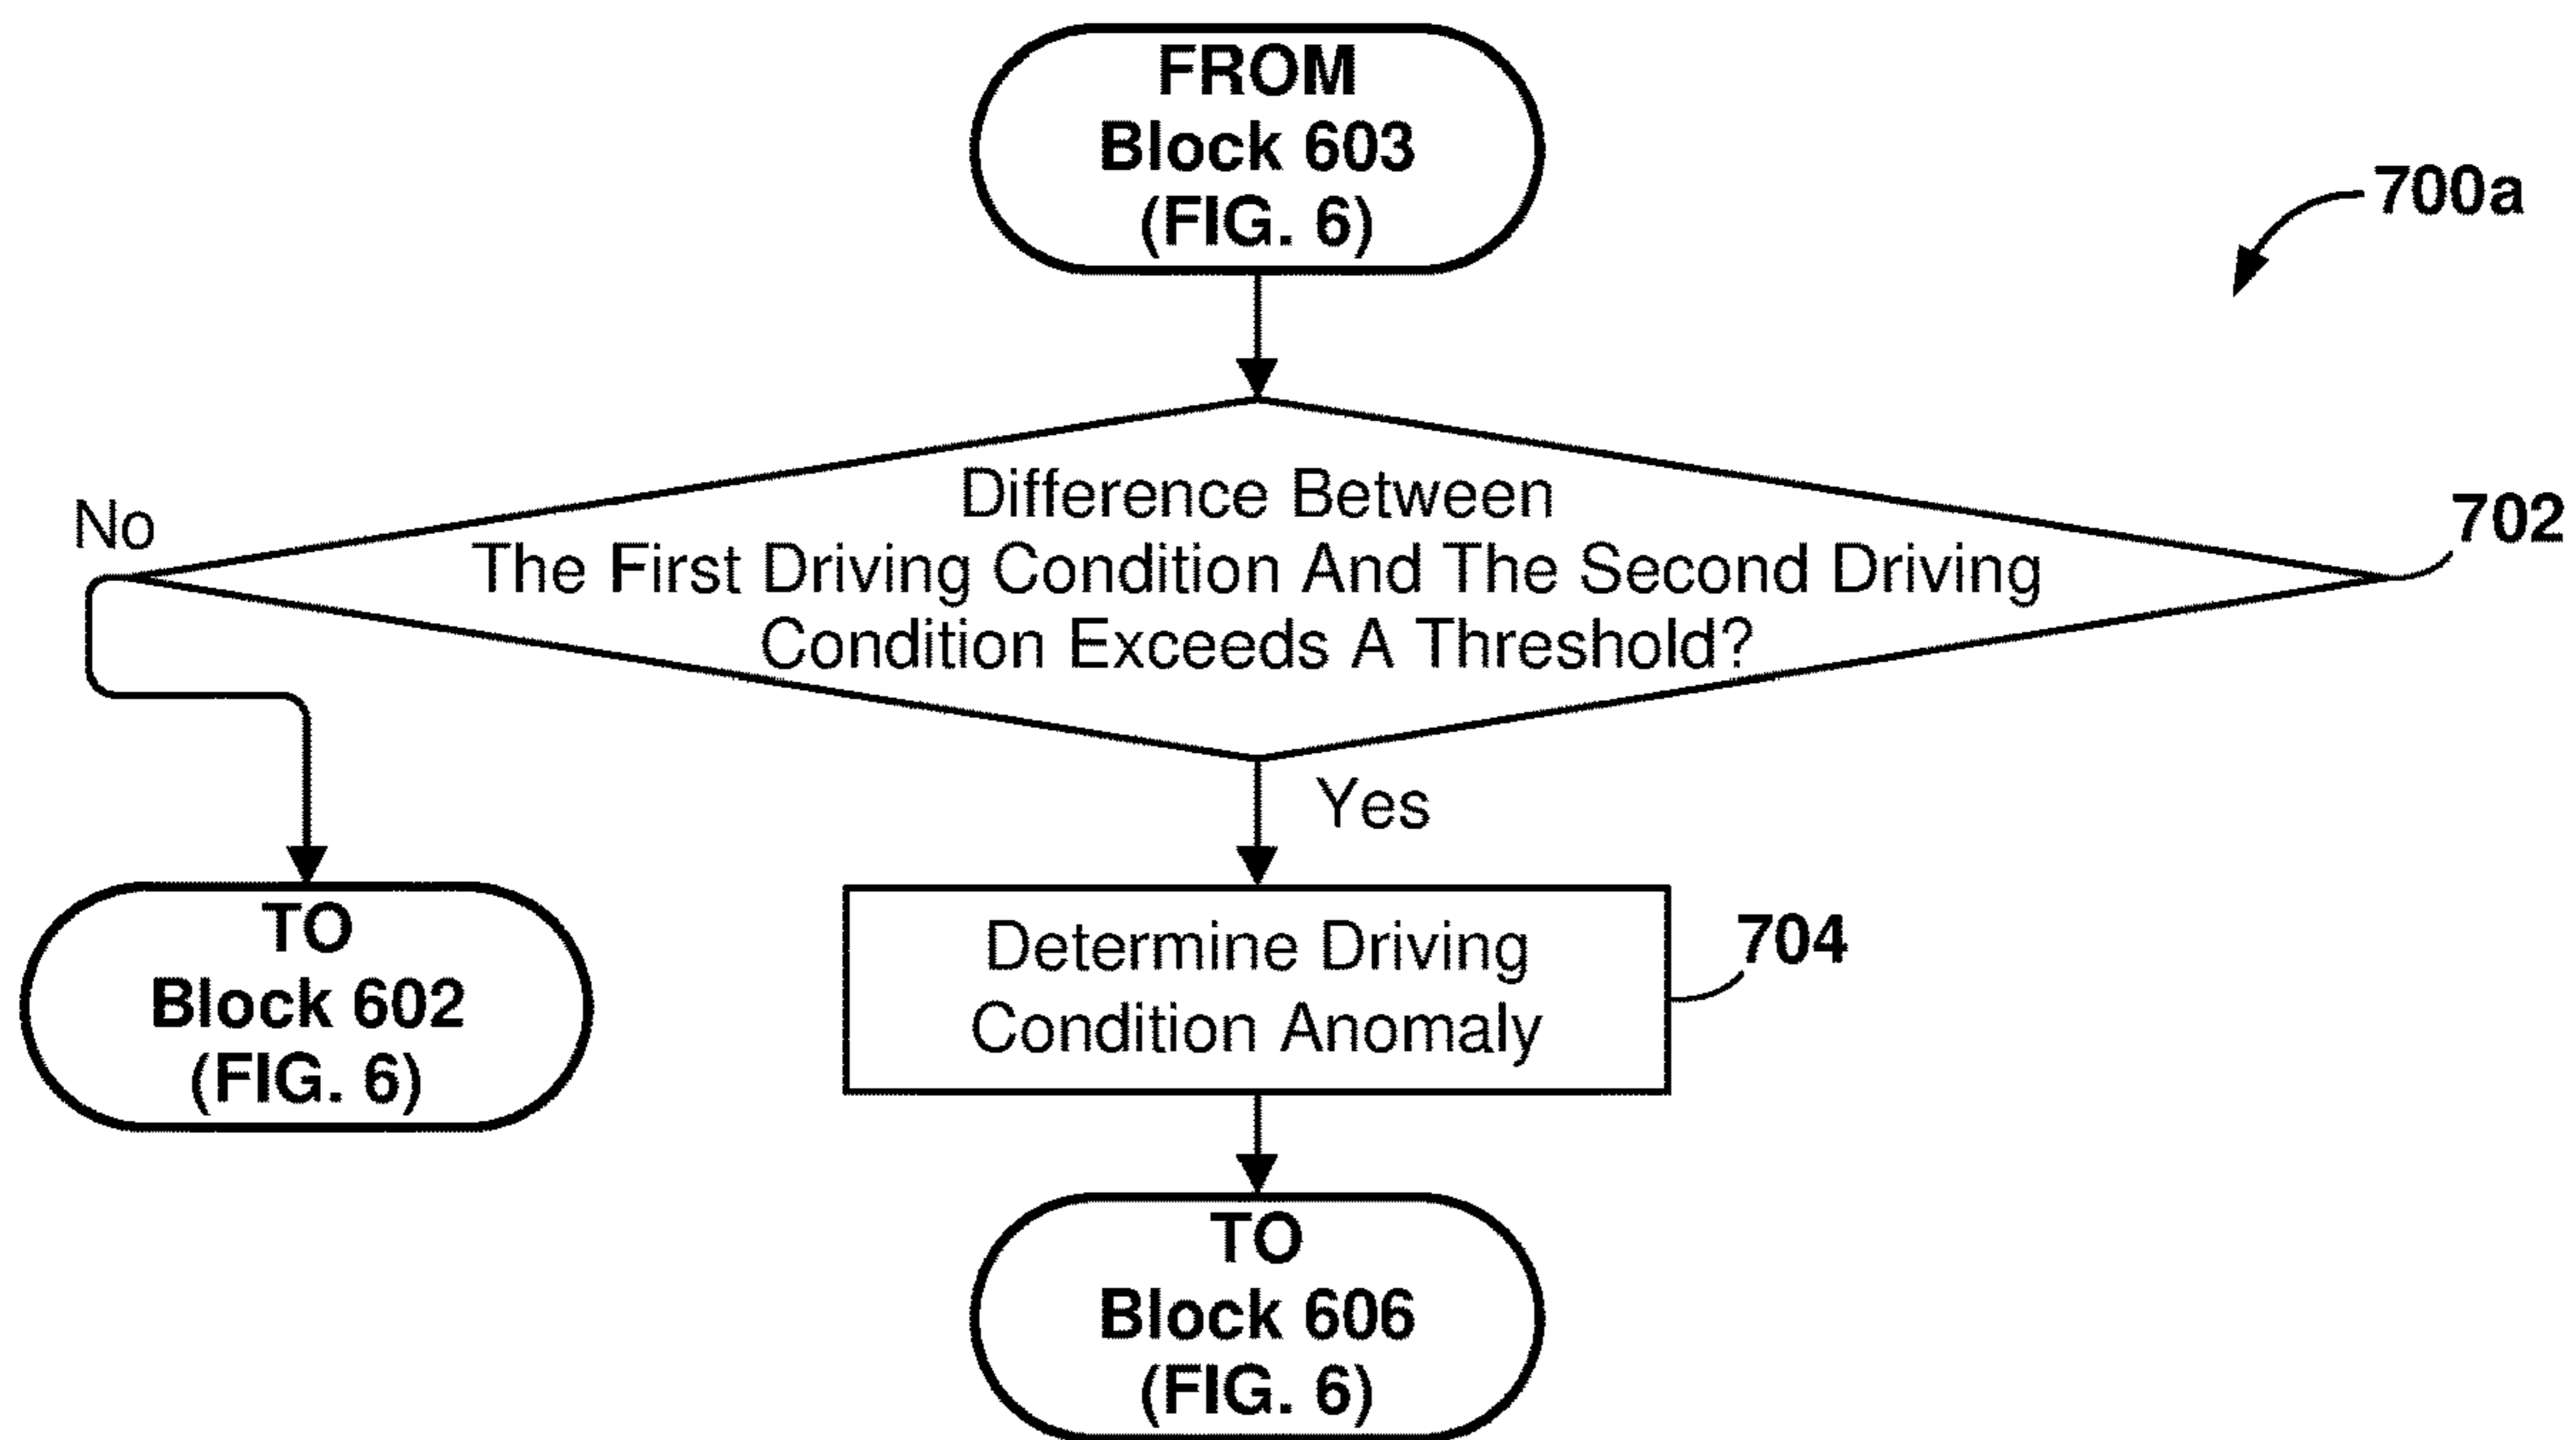 FROM
Block 603
(FIG. 6)
700a
Difference Between
The First Driving Condition And The Second Driving
Condition Exceeds A Threshold?
702
No
Yes
TO
Block 602
(FIG. 6)
Determine Driving
Condition Anomaly
704
TO
Block 606
(FIG. 6)